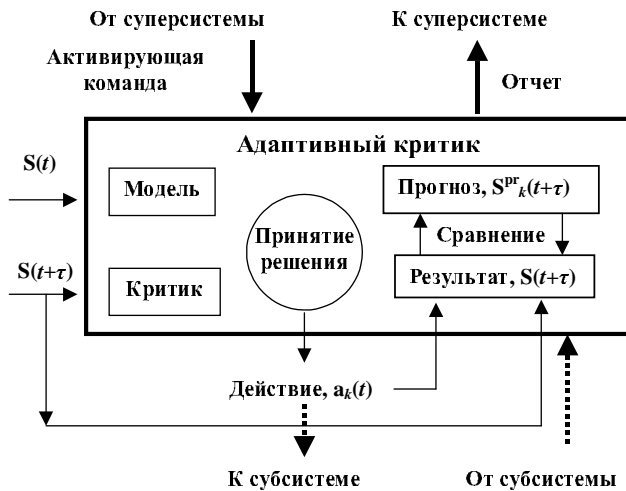 От суперсистемы
К суперсистеме
Активирующая
команда
Отчет
Адаптивный критик
S(t)
Модель
Прогноз, S^pr_k(t+τ)
Принятие
решения
Сравнение
S(t+τ)
Критик
Результат, S(t+τ)
Действие, a_k(t)
К субсистеме
От субсистемы